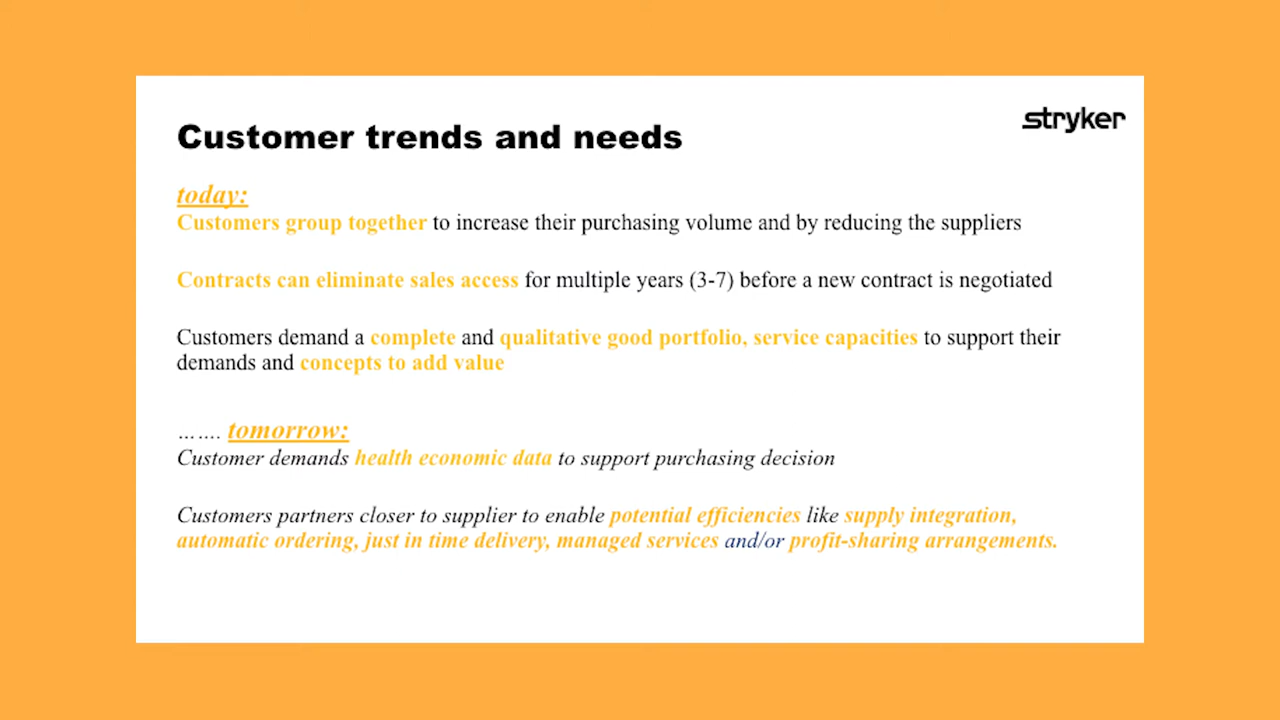 stryker
Customer trends and needs
today:
Customers group together to increase their purchasing volume and by reducing the suppliers
Contracts can eliminate sales access for multiple years (3-7) before a new contract is negotiated
Customers demand a complete and qualitative good portfolio, service capacities to support their
demands and concepts to add value
……. tomorrow:
Customer demands health economic data to support purchasing decision
Customers partners closer to supplier to enable potential efficiencies like supply integration,
automatic ordering, just in time delivery, managed services and/or profit-sharing arrangements.